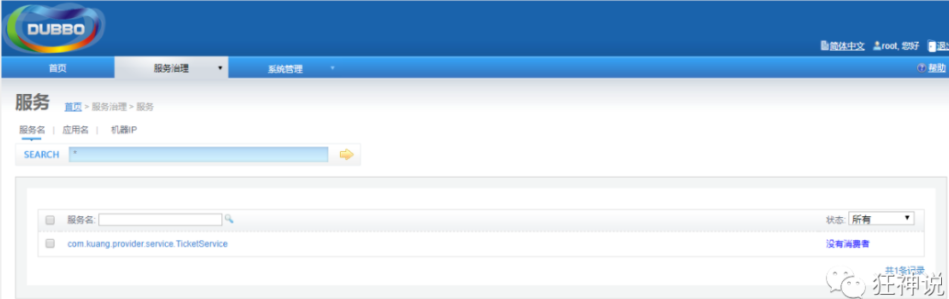 DUBBO
简体中文 root, 您好
首页 服务治理 系统管理 帮助
服务 首页 > 服务治理 > 服务
服务名 | 应用名 | 机器IP
SEARCH *
服务名: 状态: 所有
com.kuang.provider.service.TicketService 没有消费者
共1条记录
狂神说